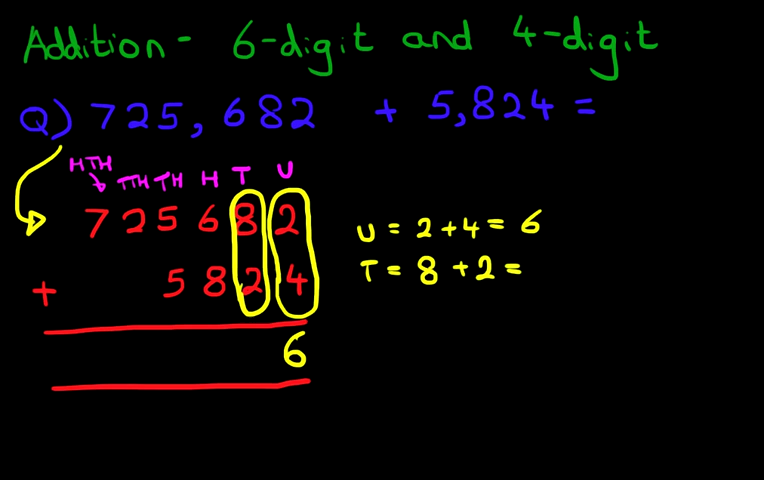 Addition - 6-digit and 4-digit
Q) 725,682 + 5,824 =
HTH TTH TH H T U
7 2 5 6 8 2
+ 5 8 2 4
6
U = 2 + 4 = 6
T = 8 + 2 =